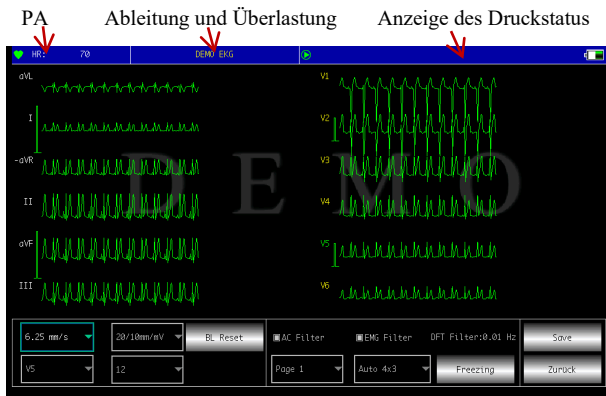 PA Ableitung und Überlastung Anzeige des Druckstatus
HR: 70 DEMO EKG
aVL V1
I V2
-aVR V3
DEMO
II V4
aVF V5
III V6
6.25 mm/s 20/10mm/mV BL Reset AC Filter EMG Filter DFT Filter:0.01 Hz Save
V5 12 Page 1 Auto 4x3 Freezing Zurück